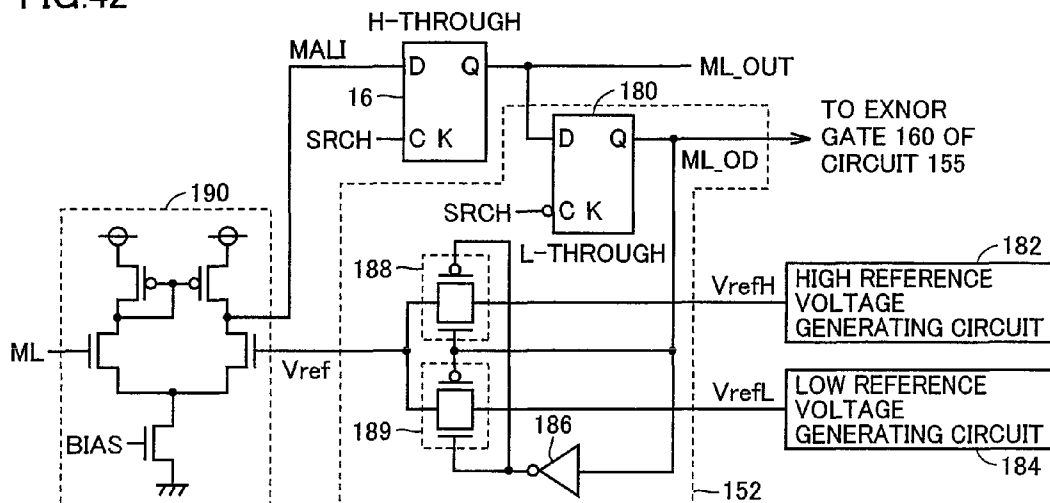 FIG.42
H-THROUGH
MALI
D Q
16
SRCH
C K
ML_OUT
180
D Q
ML_OD
TO EXNOR
GATE 160 OF
CIRCUIT 155
SRCH
C K
L-THROUGH
190
188
182
VrefH
HIGH REFERENCE
VOLTAGE
GENERATING CIRCUIT
ML
Vref
VrefL
LOW REFERENCE
VOLTAGE
GENERATING CIRCUIT
189
186
BIAS
184
152